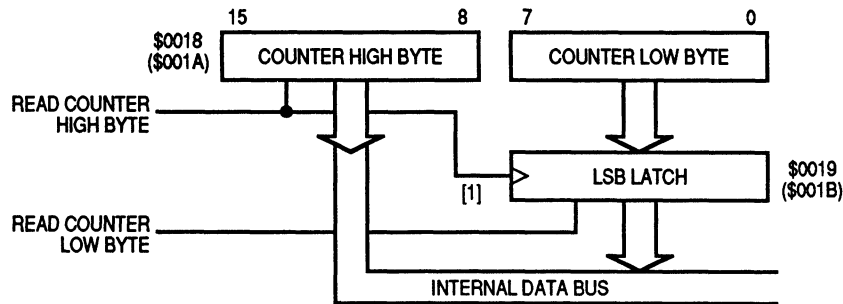 15 8 7 0
$0018
($001A)
COUNTER HIGH BYTE
COUNTER LOW BYTE
READ COUNTER
HIGH BYTE
LSB LATCH
$0019
($001B)
[1]
READ COUNTER
LOW BYTE
INTERNAL DATA BUS